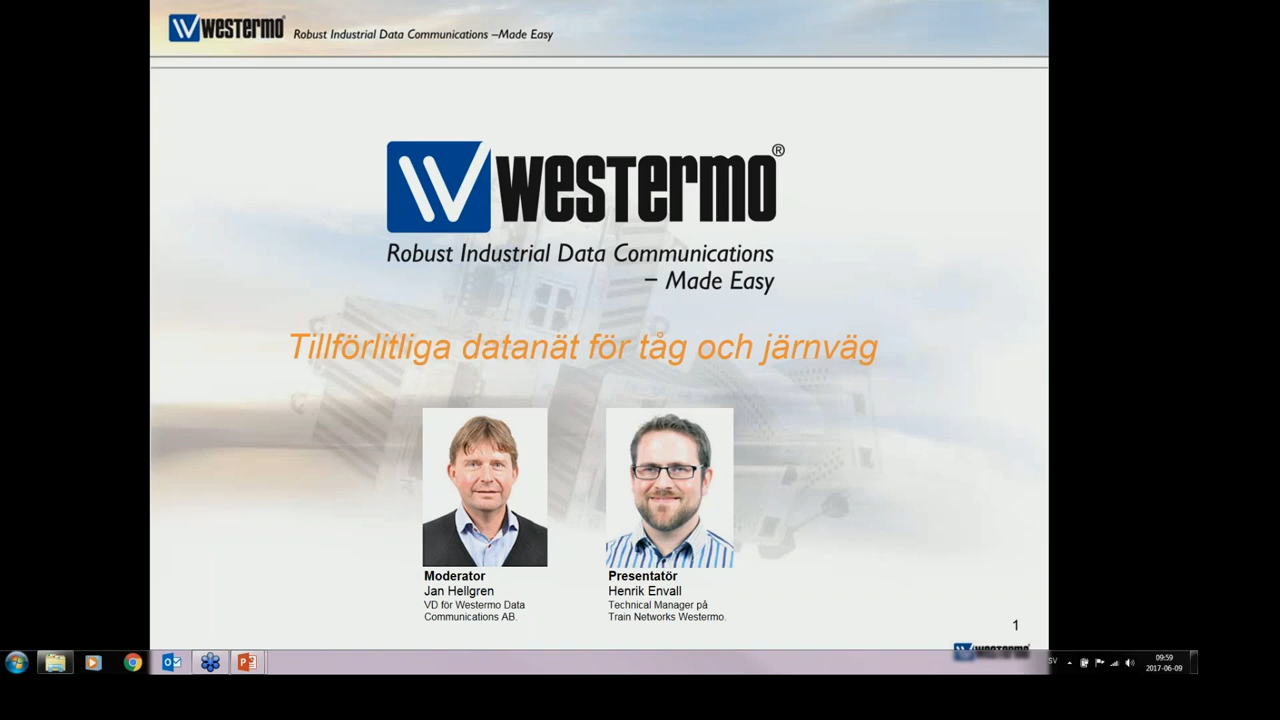 westermo Robust Industrial Data Communications –Made Easy
westermo®
Robust Industrial Data Communications
– Made Easy
Tillförlitliga datanät för tåg och järnväg
Moderator
Jan Hellgren
VD för Westermo Data
Communications AB.
Presentatör
Henrik Envall
Technical Manager på
Train Networks Westermo.
1
westermo
SV
09:59
2017-06-09